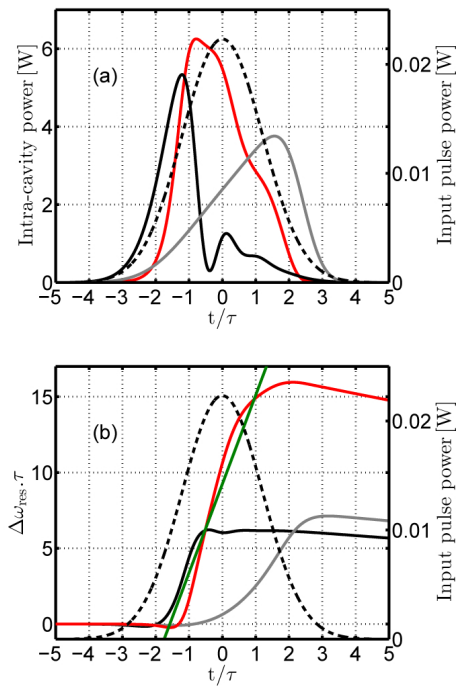 6
4
2
0
Intra-cavity power [W]
(a)
0.02
0.01
0
Input pulse power [W]
−5 −4 −3 −2 −1 0 1 2 3 4 5
t/τ
15
10
5
0
Δω_res.τ
(b)
0.02
0.01
0
Input pulse power [W]
−5 −4 −3 −2 −1 0 1 2 3 4 5
t/τ